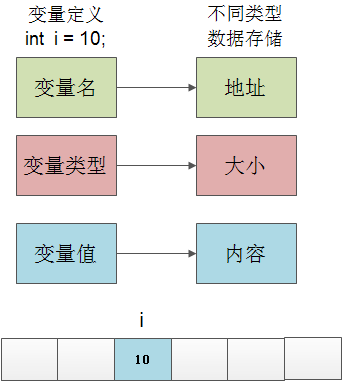 变量定义
int i = 10;
不同类型
数据存储
变量名
地址
变量类型
大小
变量值
内容
i
10